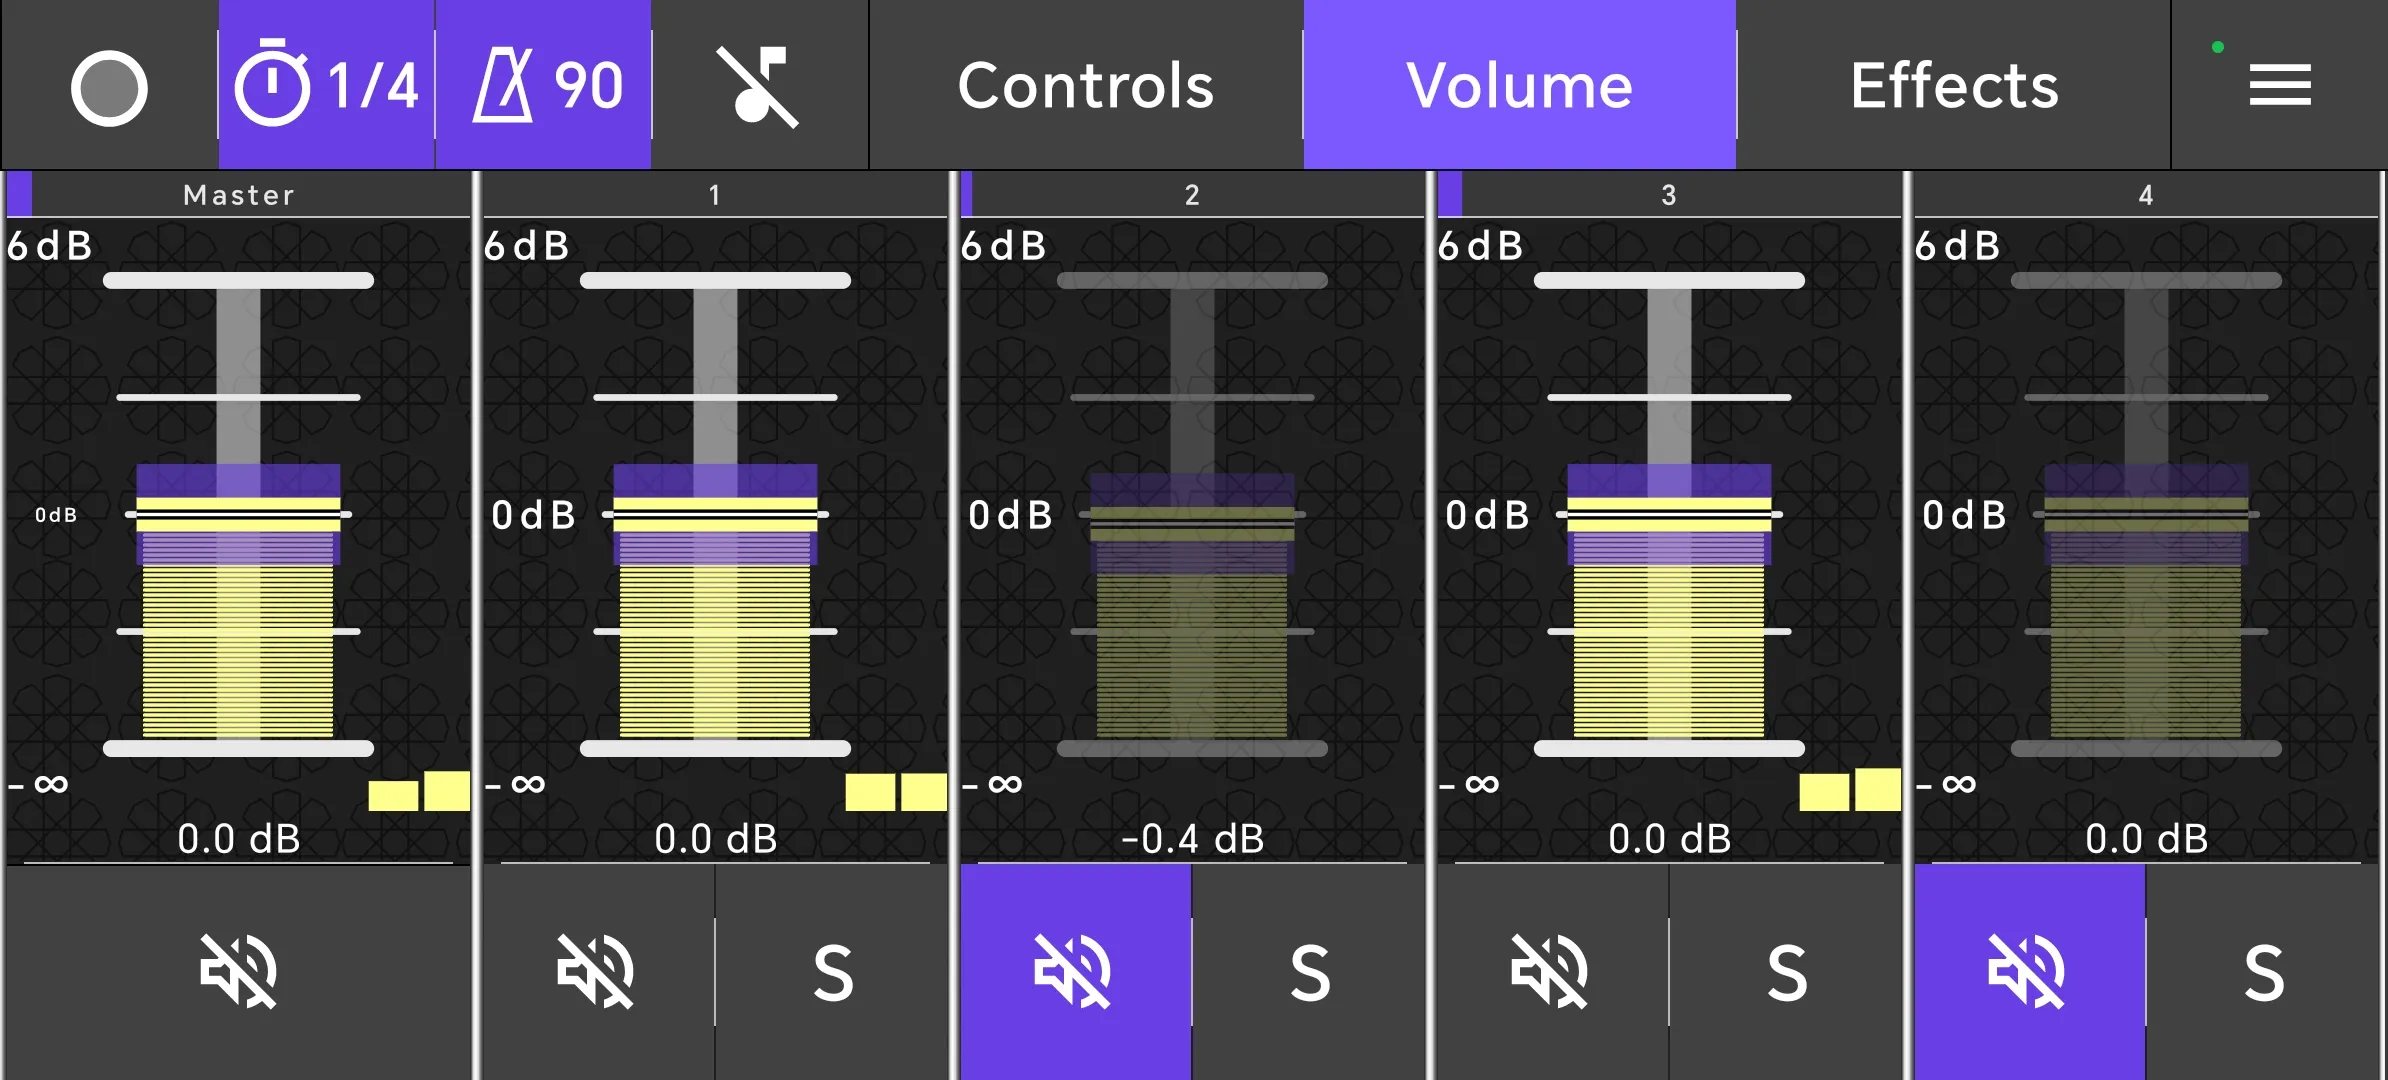 1/4 90 Controls Volume Effects
Master 1 2 3 4
6dB 6dB 6dB 6dB 6dB
0dB 0dB 0dB 0dB 0dB
-∞ -∞ -∞ -∞ -∞
0.0 dB 0.0 dB -0.4 dB 0.0 dB 0.0 dB
S S S S